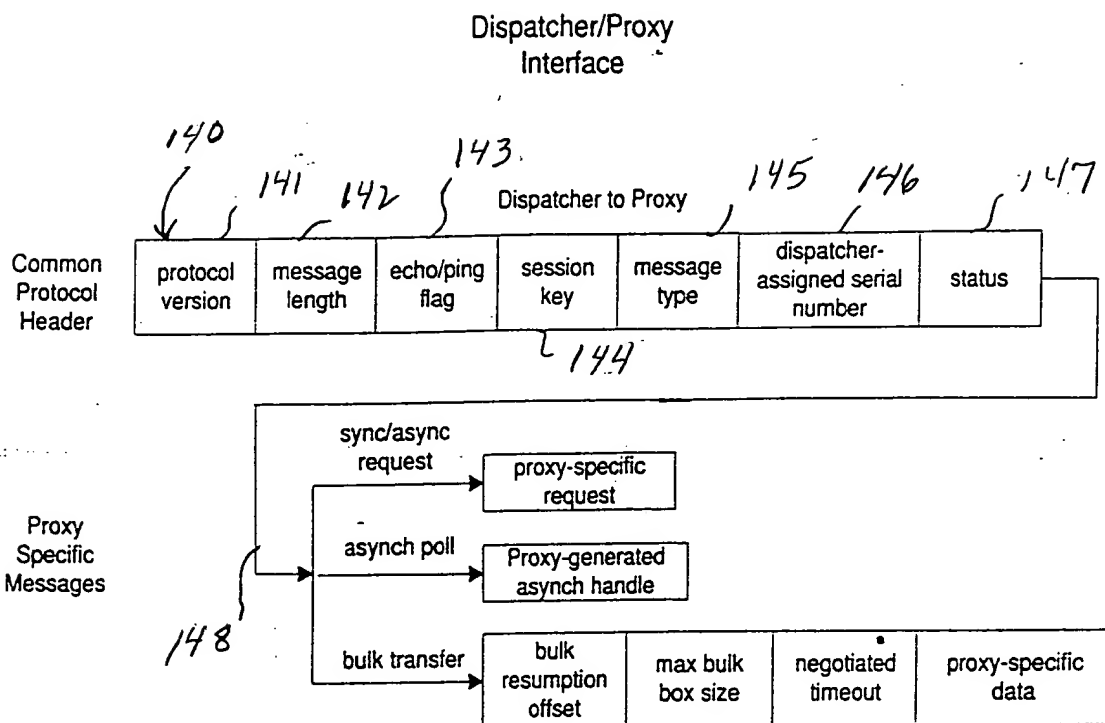 Dispatcher/Proxy
Interface
140
141
142
143
Dispatcher to Proxy
145
146
147
Common
Protocol
Header
protocol
version
message
length
echo/ping
flag
session
key
message
type
dispatcher-
assigned serial
number
status
144
sync/async
request
proxy-specific
request
Proxy
Specific
Messages
asynch poll
Proxy-generated
asynch handle
148
bulk transfer
bulk
resumption
offset
max bulk
box size
negotiated
timeout
proxy-specific
data